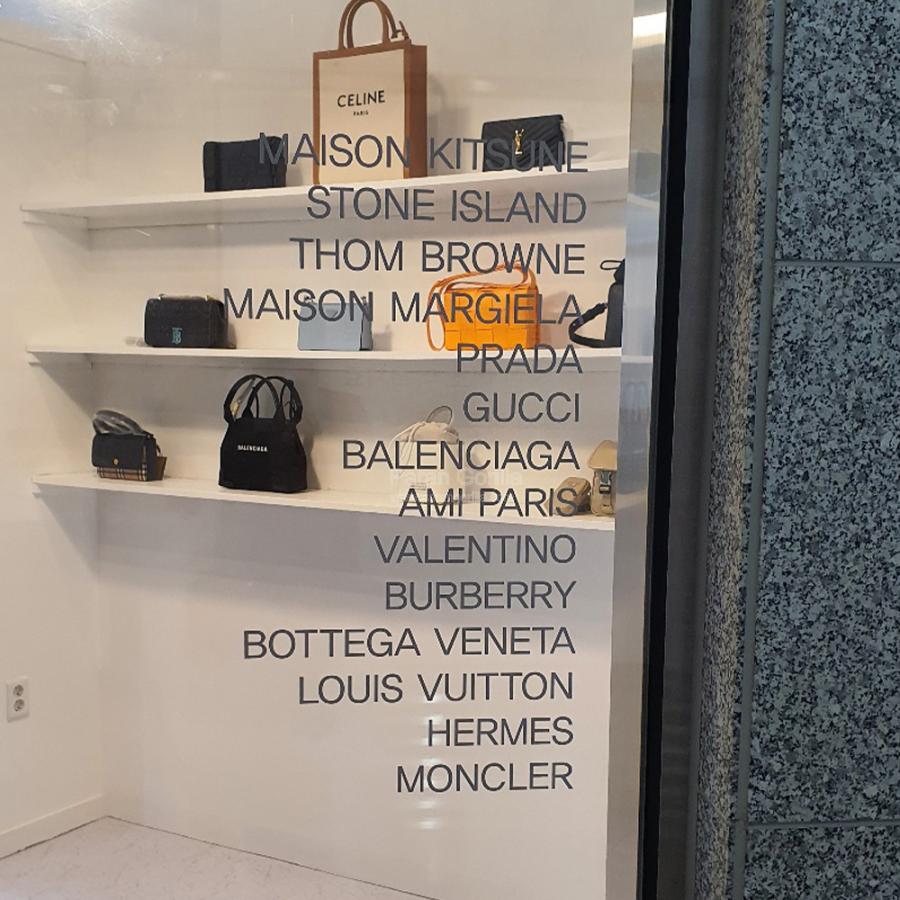 CELINE
PARIS
MAISON KITSUNE
STONE ISLAND
THOM BROWNE
MAISON MARGIELA
PRADA
GUCCI
BALENCIAGA
BALENCIAGA
AMI PARIS
VALENTINO
BURBERRY
BOTTEGA VENETA
LOUIS VUITTON
HERMES
MONCLER